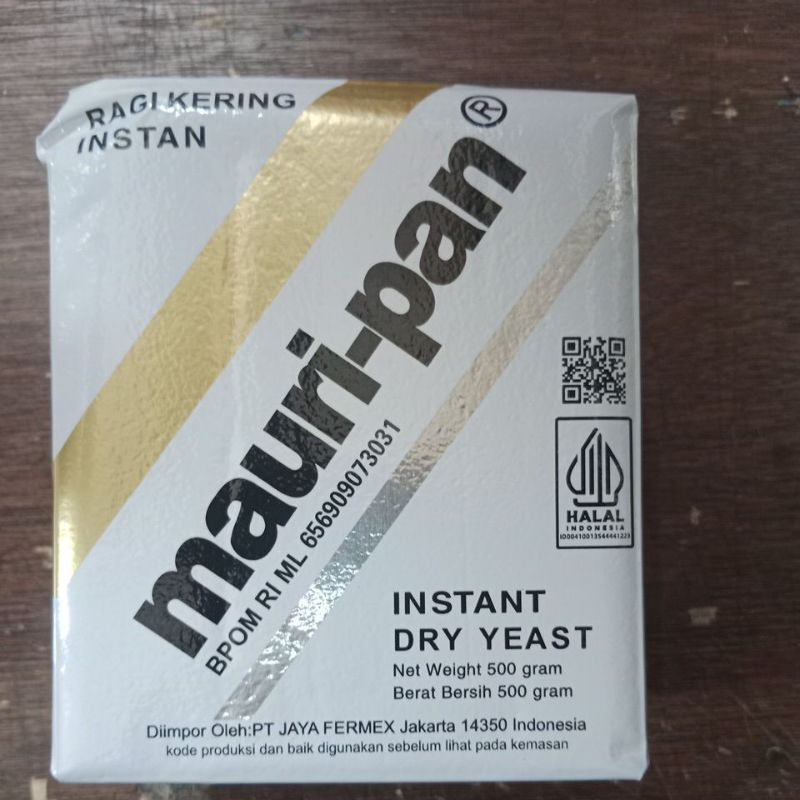 RAGI KERING
INSTAN
mauri-pan®
BPOM RI ML 656909073031
HALAL
INDONESIA
ID00410013544441223
INSTANT
DRY YEAST
Net Weight 500 gram
Berat Bersih 500 gram
Diimpor Oleh:PT JAYA FERMEX Jakarta 14350 Indonesia
kode produksi dan baik digunakan sebelum lihat pada kemasan